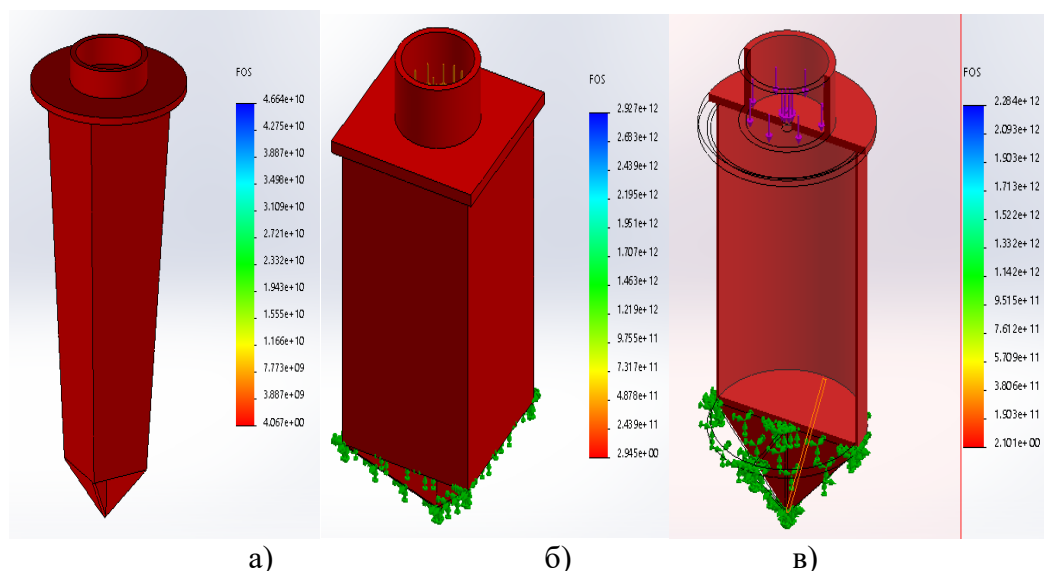 FOS
4.664e+10
4.275e+10
3.887e+10
3.498e+10
3.109e+10
2.721e+10
2.332e+10
1.943e+10
1.555e+10
1.166e+10
7.773e+09
3.887e+09
4.067e+00
FOS
2.927e+12
2.683e+12
2.439e+12
2.195e+12
1.951e+12
1.707e+12
1.463e+12
1.219e+12
9.755e+11
7.317e+11
4.878e+11
2.439e+11
2.945e+00
FOS
2.284e+12
2.093e+12
1.903e+12
1.713e+12
1.522e+12
1.332e+12
1.142e+12
9.515e+11
7.612e+11
5.709e+11
3.806e+11
1.903e+11
2.101e+00
а) б) в)